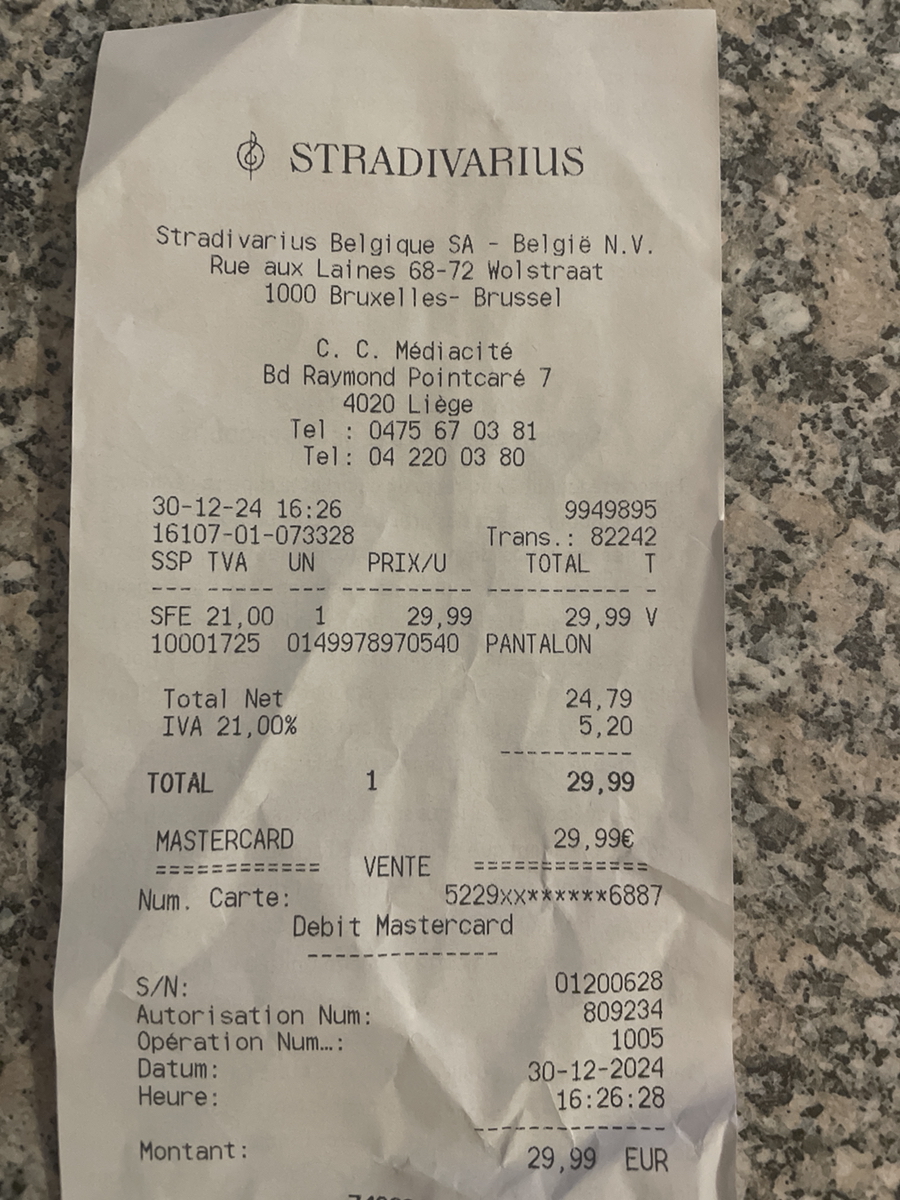 STRADIVARIUS
Stradivarius Belgique SA - België N.V.
Rue aux Laines 68-72 Wolstraat
1000 Bruxelles- Brussel
C. C. Médiacité
Bd Raymond Pointcaré 7
4020 Liège
Tel : 0475 67 03 81
Tel: 04 220 03 80
30-12-24 16:26 9949895
16107-01-073328 Trans.: 82242
SSP TVA UN PRIX/U TOTAL T
--- ----- --- ---------- ----------- -
SFE 21,00 1 29,99 29,99 V
10001725 0149978970540 PANTALON
Total Net 24,79
IVA 21,00% 5,20
----------
TOTAL 1 29,99
MASTERCARD 29,99€
============ VENTE =============
Num. Carte: 5229xx******6887
Debit Mastercard
--------------
S/N: 01200628
Autorisation Num: 809234
Opération Num…: 1005
Datum: 30-12-2024
Heure: 16:26:28
--------------
Montant: 29,99 EUR